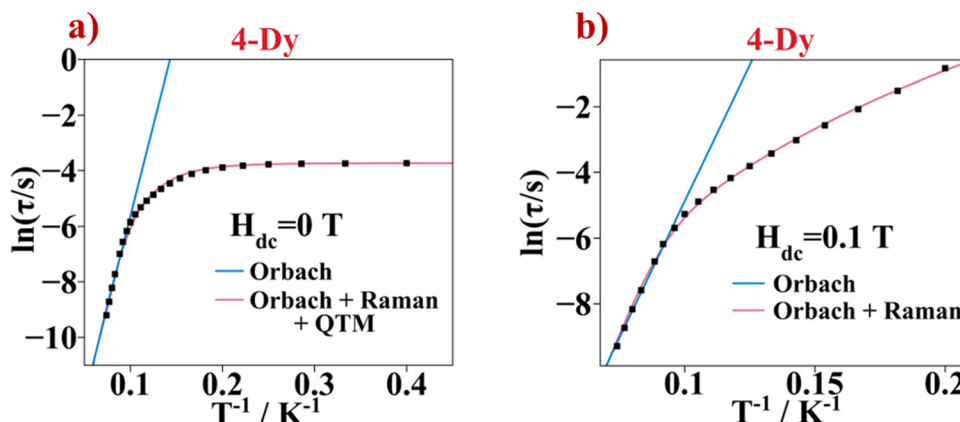 a)
4-Dy
0
−2
−4
−6
−8
−10
ln(τ/s)
H_dc=0 T
Orbach
Orbach + Raman
+ QTM
0.1
0.2
0.3
0.4
T⁻¹ / K⁻¹
b)
4-Dy
−2
−4
−6
−8
ln(τ/s)
H_dc=0.1 T
Orbach
Orbach + Raman
0.1
0.15
0.2
T⁻¹ / K⁻¹